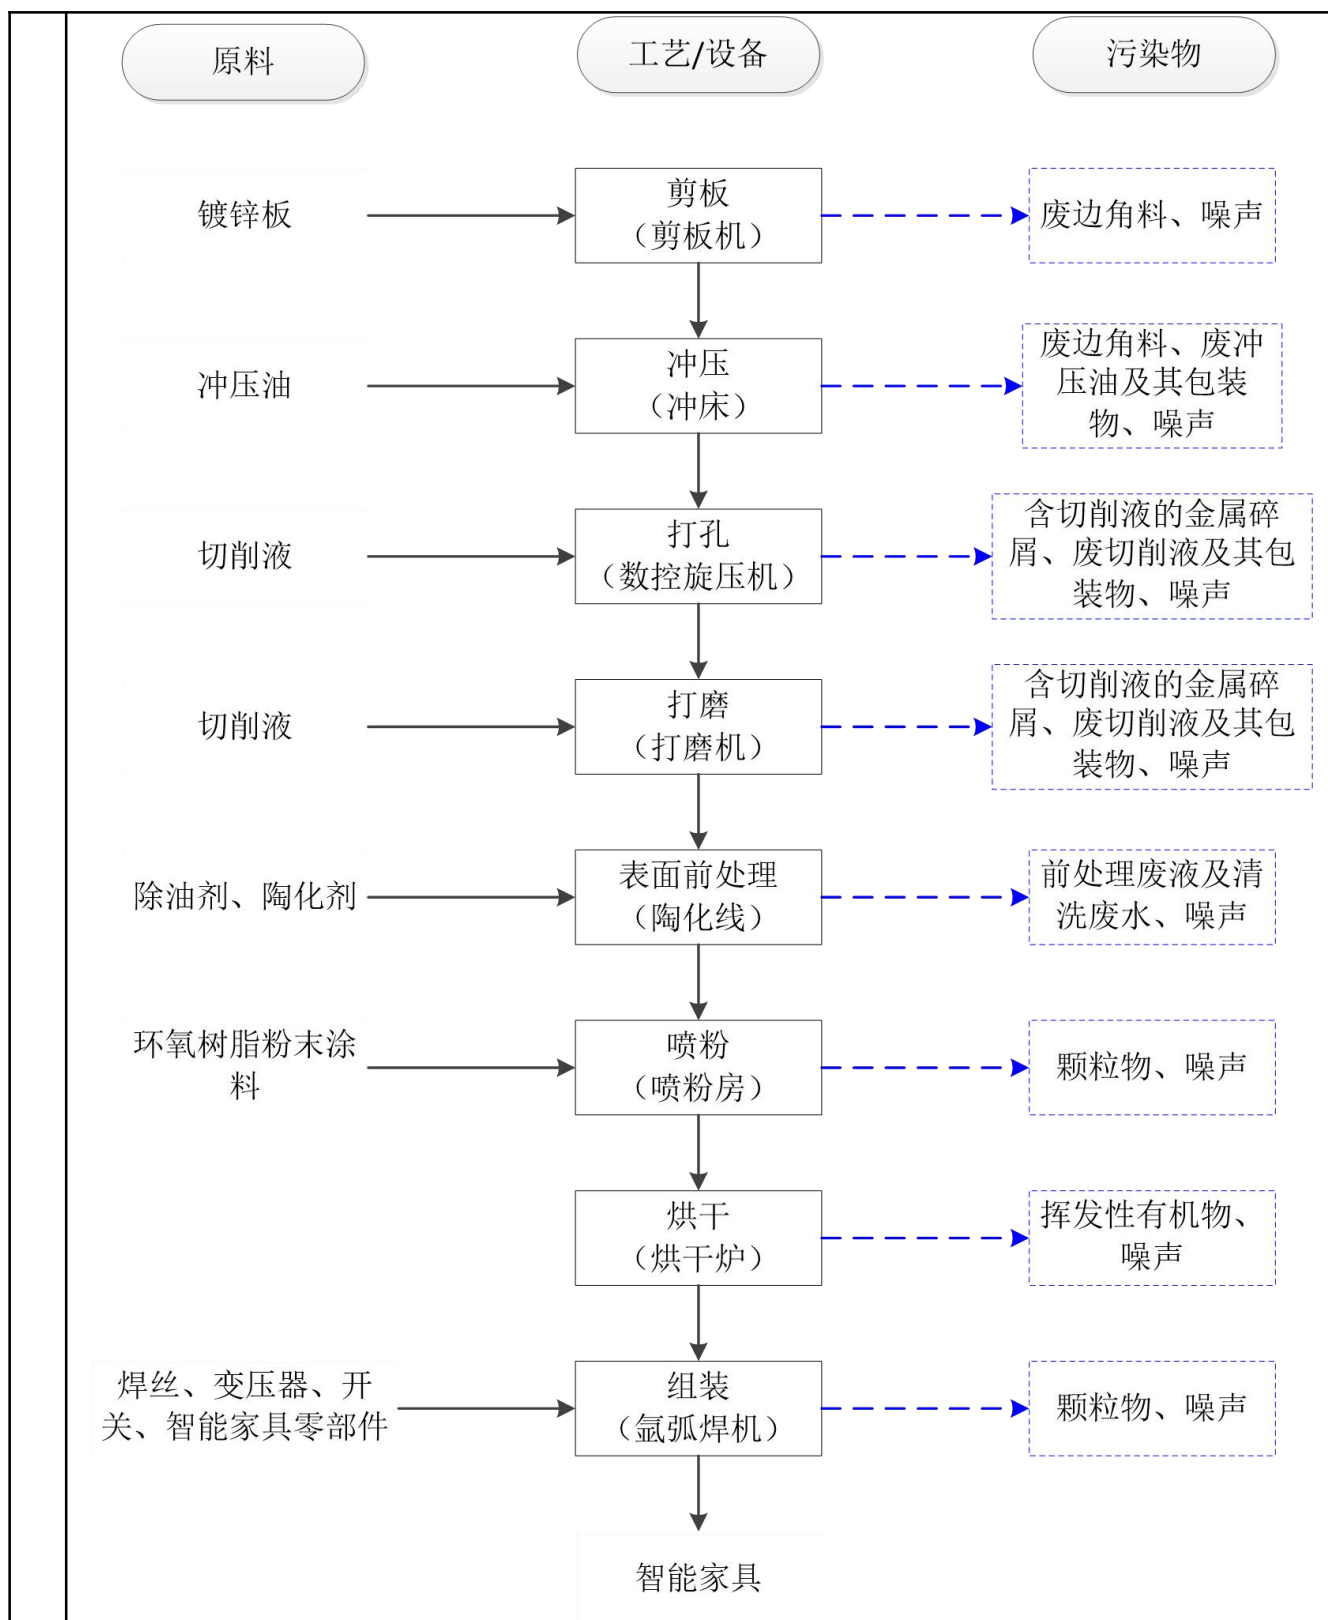 原料
工艺/设备
污染物
镀锌板
剪板
（剪板机）
废边角料、噪声
冲压油
冲压
（冲床）
废边角料、废冲
压油及其包装
物、噪声
切削液
打孔
（数控旋压机）
含切削液的金属碎
屑、废切削液及其包
装物、噪声
切削液
打磨
（打磨机）
含切削液的金属碎
屑、废切削液及其包
装物、噪声
除油剂、陶化剂
表面前处理
（陶化线）
前处理废液及清
洗废水、噪声
环氧树脂粉末涂
料
喷粉
（喷粉房）
颗粒物、噪声
烘干
（烘干炉）
挥发性有机物、
噪声
焊丝、变压器、开
关、智能家具零部件
组装
（氩弧焊机）
颗粒物、噪声
智能家具